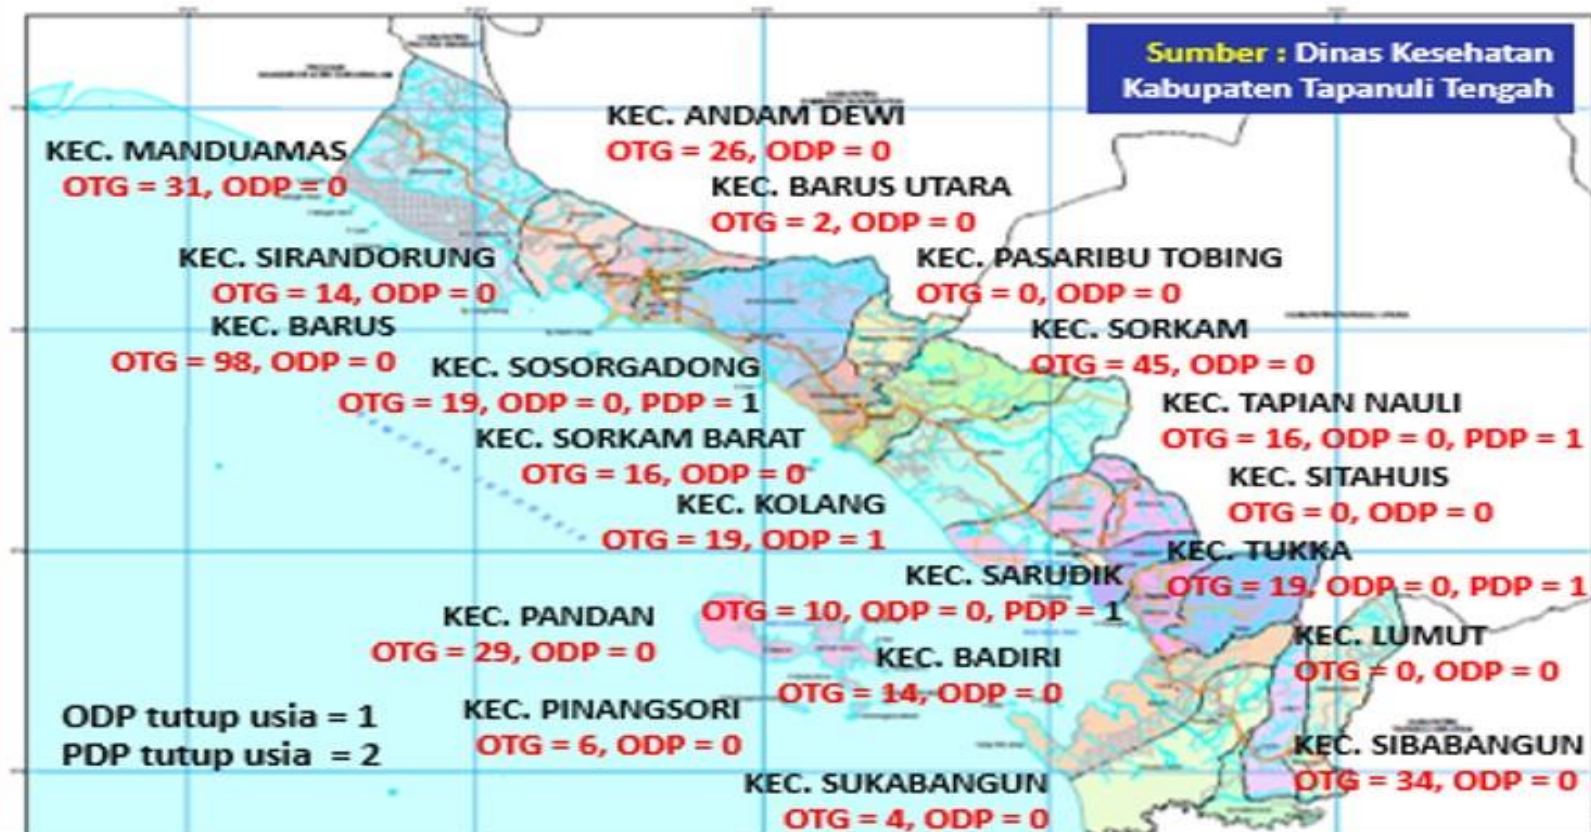 Sumber : Dinas Kesehatan
Kabupaten Tapanuli Tengah
KEC. ANDAM DEWI
OTG = 26, ODP = 0
KEC. MANDUAMAS
OTG = 31, ODP = 0
KEC. BARUS UTARA
OTG = 2, ODP = 0
KEC. SIRANDORUNG
OTG = 14, ODP = 0
KEC. PASARIBU TOBING
OTG = 0, ODP = 0
KEC. BARUS
OTG = 98, ODP = 0
KEC. SORKAM
OTG = 45, ODP = 0
KEC. SOSORGADONG
OTG = 19, ODP = 0, PDP = 1
KEC. TAPIAN NAULI
OTG = 16, ODP = 0, PDP = 1
KEC. SORKAM BARAT
OTG = 16, ODP = 0
KEC. SITAHUIS
OTG = 0, ODP = 0
KEC. KOLANG
OTG = 19, ODP = 1
KEC. TUKKA
OTG = 19, ODP = 0, PDP = 1
KEC. SARUDIK
OTG = 10, ODP = 0, PDP = 1
KEC. PANDAN
OTG = 29, ODP = 0
KEC. LUMUT
OTG = 0, ODP = 0
KEC. BADIRI
OTG = 14, ODP = 0
KEC. PINANGSORI
OTG = 6, ODP = 0
ODP tutup usia = 1
PDP tutup usia = 2
KEC. SIBABANGUN
OTG = 34, ODP = 0
KEC. SUKABANGUN
OTG = 4, ODP = 0